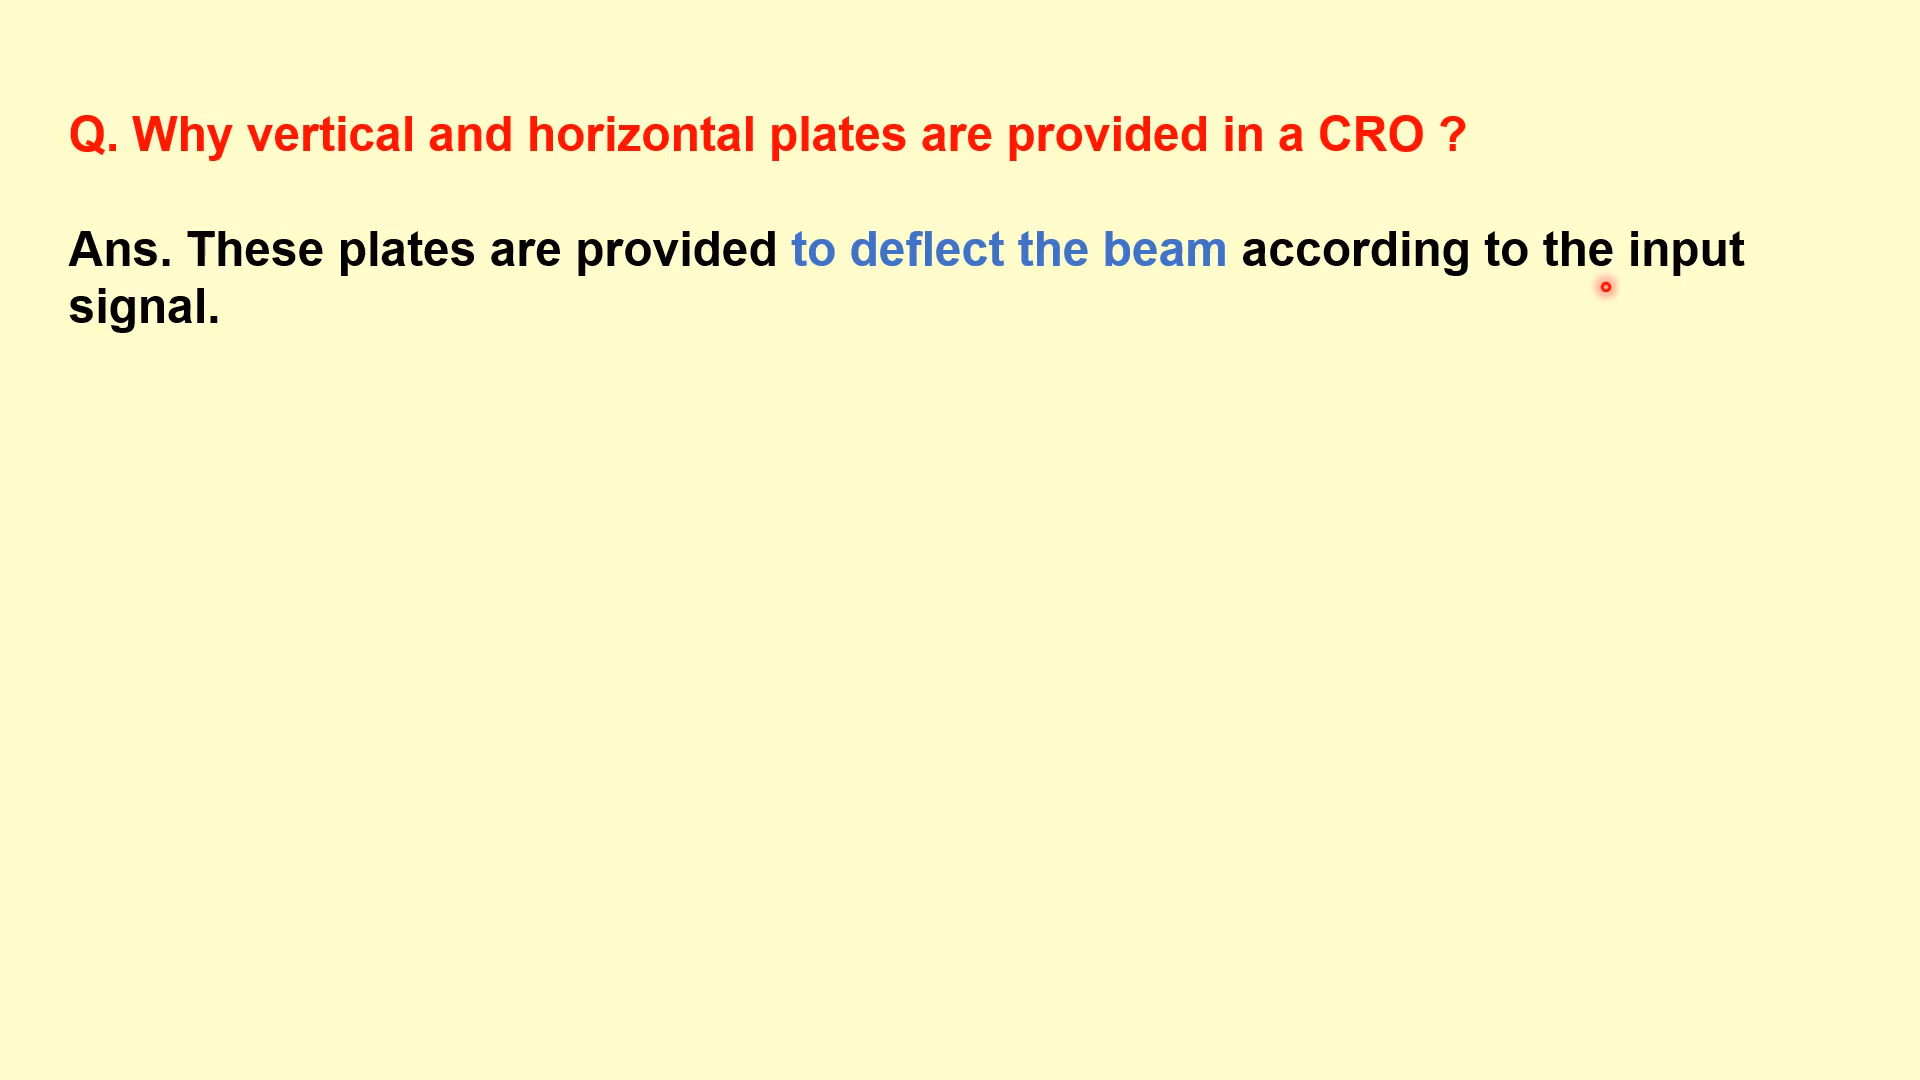 Q. Why vertical and horizontal plates are provided in a CRO ?
Ans. These plates are provided to deflect the beam according to the input
signal.